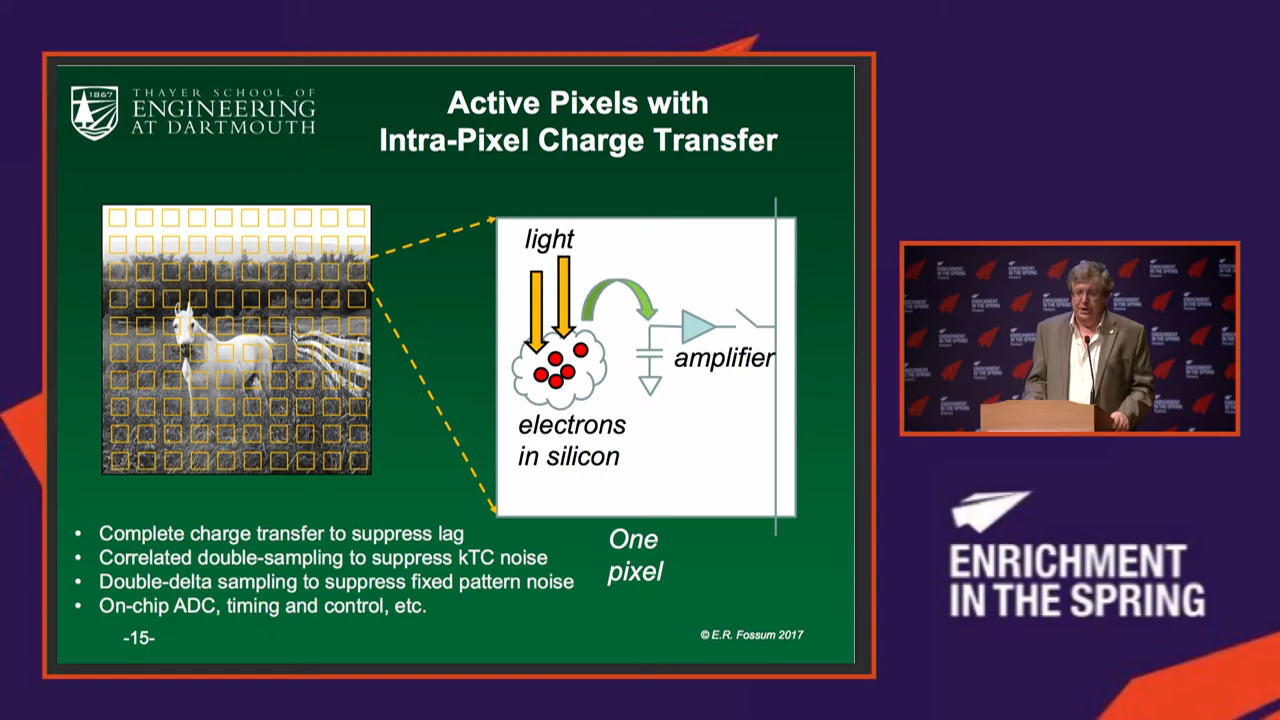 1867
THAYER SCHOOL OF
ENGINEERING
AT DARTMOUTH
Active Pixels with
Intra-Pixel Charge Transfer
light
amplifier
electrons
in silicon
One
pixel
• Complete charge transfer to suppress lag
• Correlated double-sampling to suppress kTC noise
• Double-delta sampling to suppress fixed pattern noise
• On-chip ADC, timing and control, etc.
-15-
© E.R. Fossum 2017
ENRICHMENT
IN THE SPRING